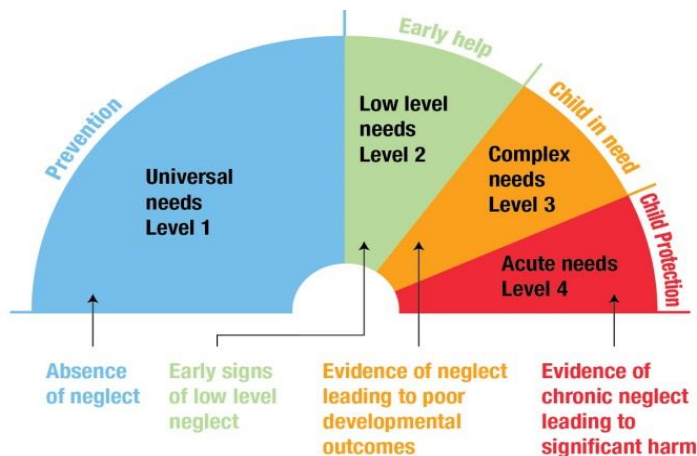 Prevention
Early help
Child in need
Child Protection
Universal
needs
Level 1
Low level
needs
Level 2
Complex
needs
Level 3
Acute needs
Level 4
Absence
of neglect
Early signs
of low level
neglect
Evidence of neglect
leading to poor
developmental
outcomes
Evidence of
chronic neglect
leading to
significant harm